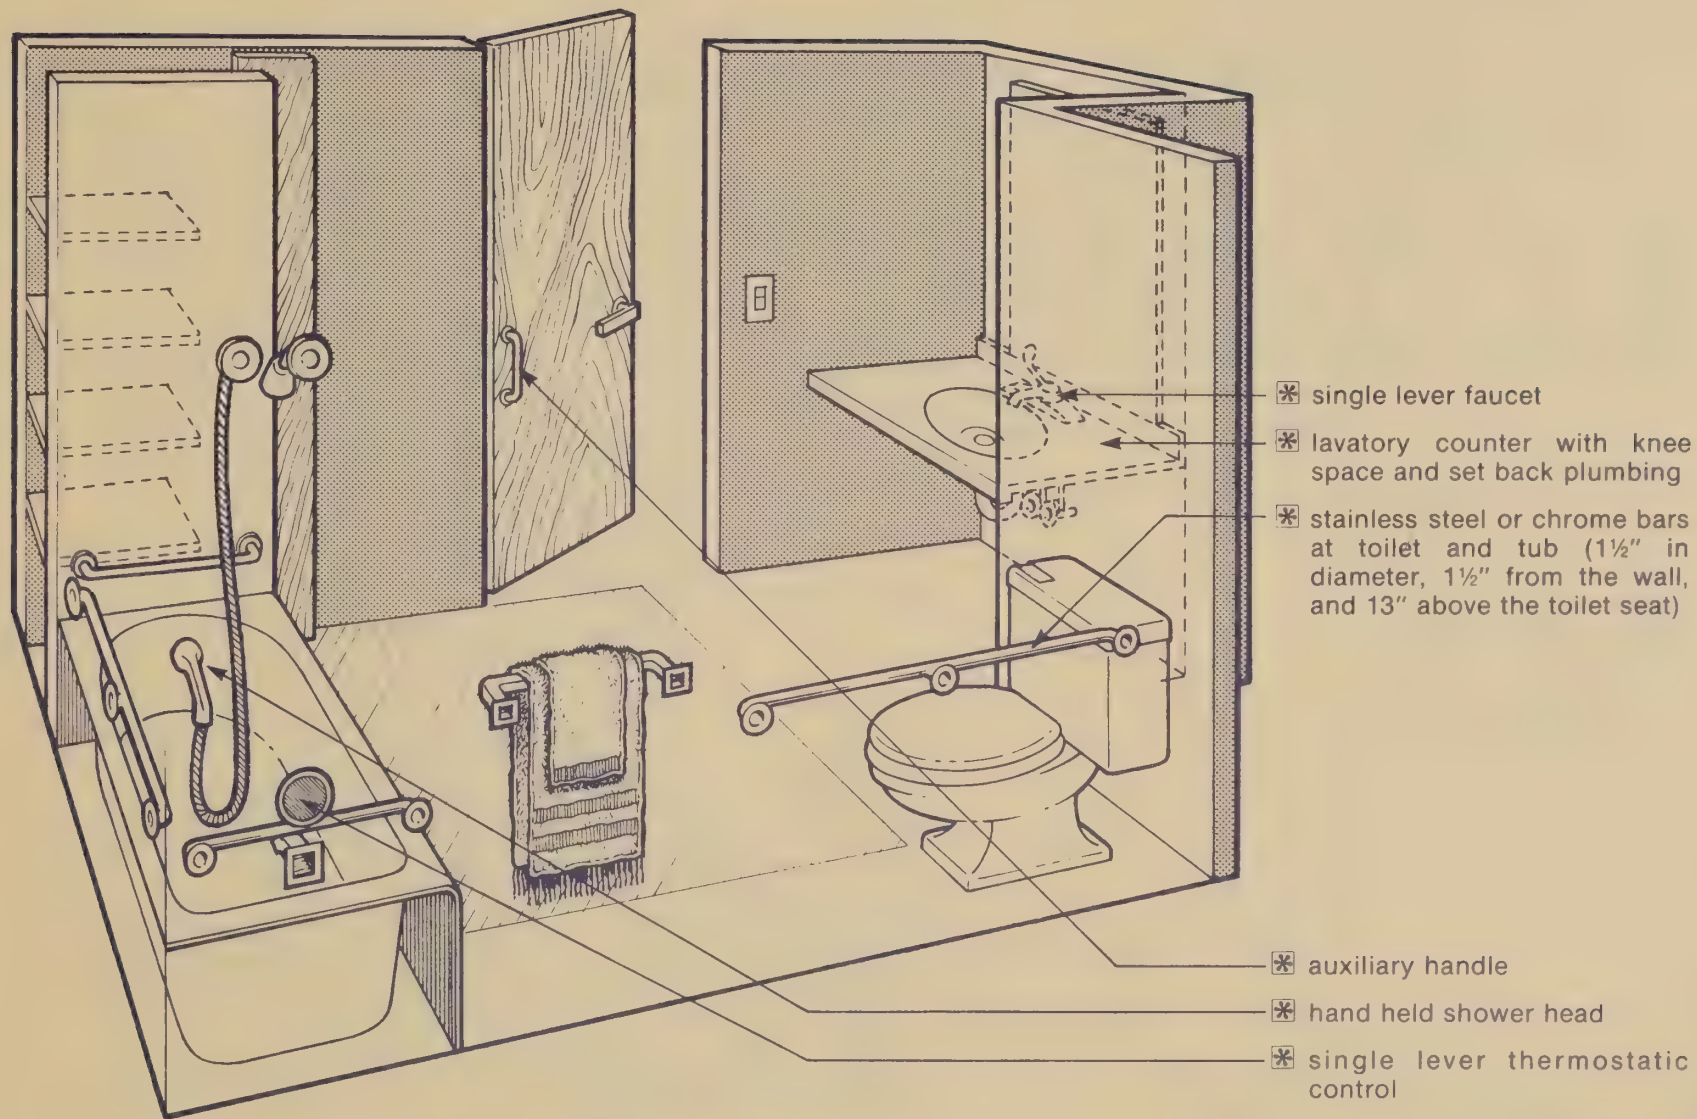 ✱ single lever faucet
✱ lavatory counter with knee
space and set back plumbing
✱ stainless steel or chrome bars
at toilet and tub (1½" in
diameter, 1½" from the wall,
and 13" above the toilet seat)
✱ auxiliary handle
✱ hand held shower head
✱ single lever thermostatic
control